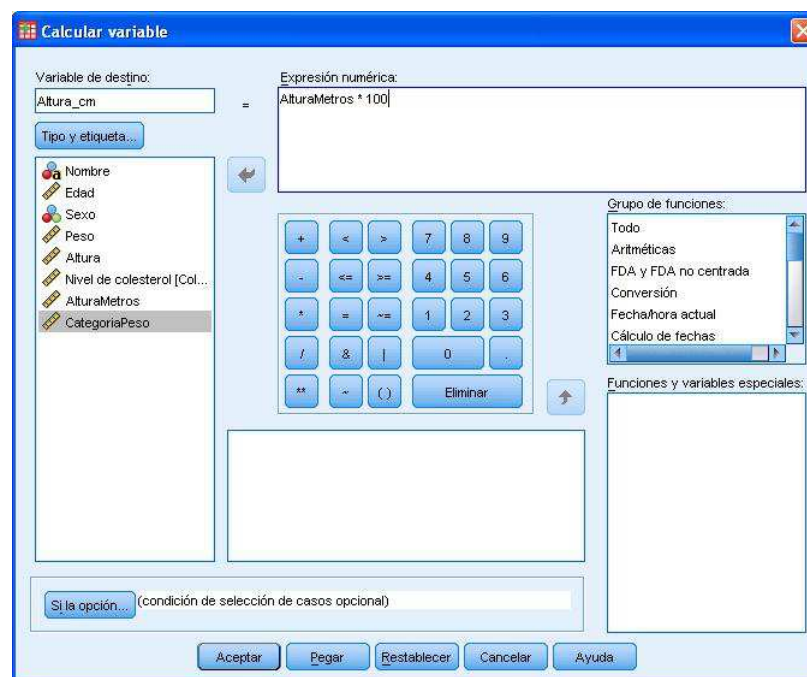 Calcular variable
Variable de destino:
Altura_cm
=
Expresión numérica:
AlturaMetros * 100
Tipo y etiqueta...
Nombre
Edad
Sexo
Peso
Altura
Nivel de colesterol [Col...
AlturaMetros
CategoriaPeso
+ < > 7 8 9
- <= >= 4 5 6
* = ~= 1 2 3
/ & | 0 .
** ~ ( ) Eliminar
Grupo de funciones:
Todo
Aritméticas
FDA y FDA no centrada
Conversión
Fecha/hora actual
Cálculo de fechas
Funciones y variables especiales:
Si la opción... (condición de selección de casos opcional)
Aceptar Pegar Restablecer Cancelar Ayuda